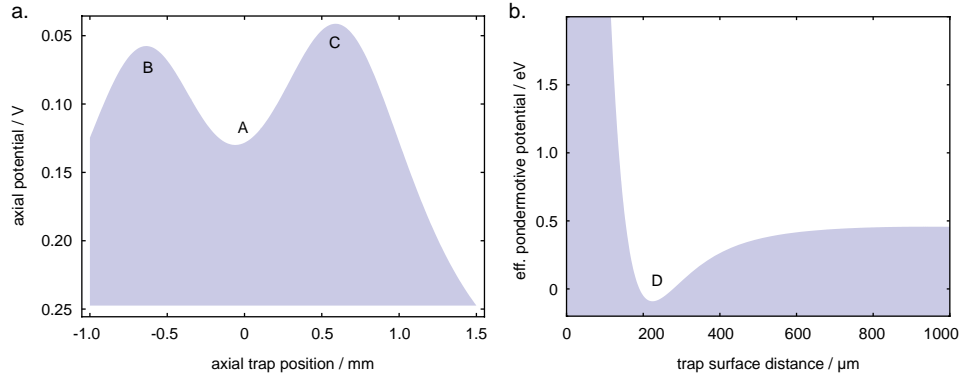 a.
0.05
0.10
0.15
0.20
0.25
axial potential / V
A
B
C
-1.0
-0.5
0
0.5
1.0
1.5
axial trap position / mm
b.
1.5
1.0
0.5
0
eff. pondermotive potential / eV
D
0
200
400
600
800
1000
trap surface distance / µm